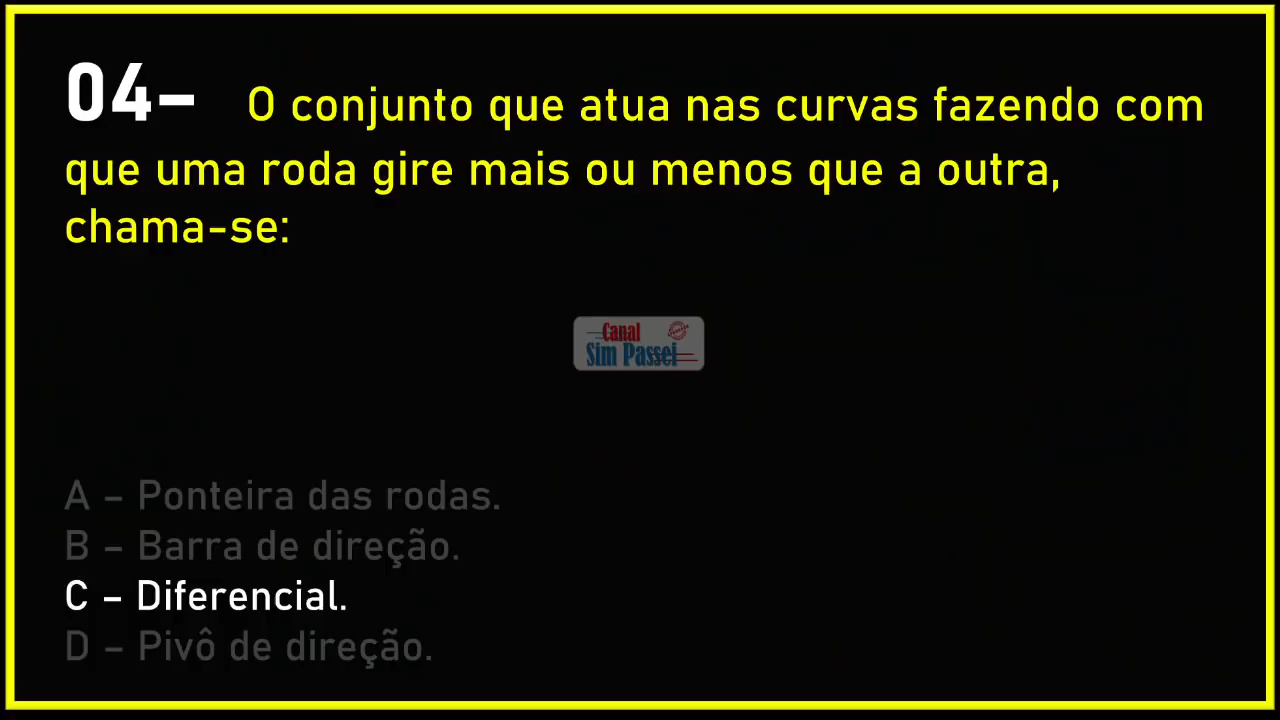 04– O conjunto que atua nas curvas fazendo com
que uma roda gire mais ou menos que a outra,
chama-se:
Canal
Sim Passei
A – Ponteira das rodas.
B – Barra de direção.
C – Diferencial.
D – Pivô de direção.